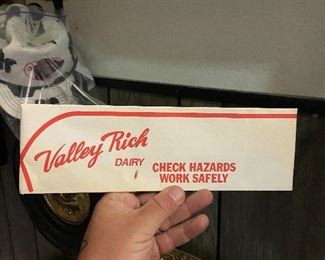 Valley Rich
DAIRY
CHECK HAZARDS
WORK SAFELY